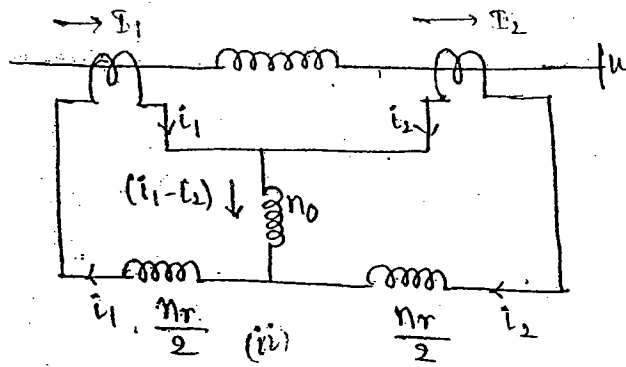 → I₁
→ I₂
i₁
i₂
(i₁-i₂)
n₀
i₁
nr/2
(ii)
nr/2
i₂